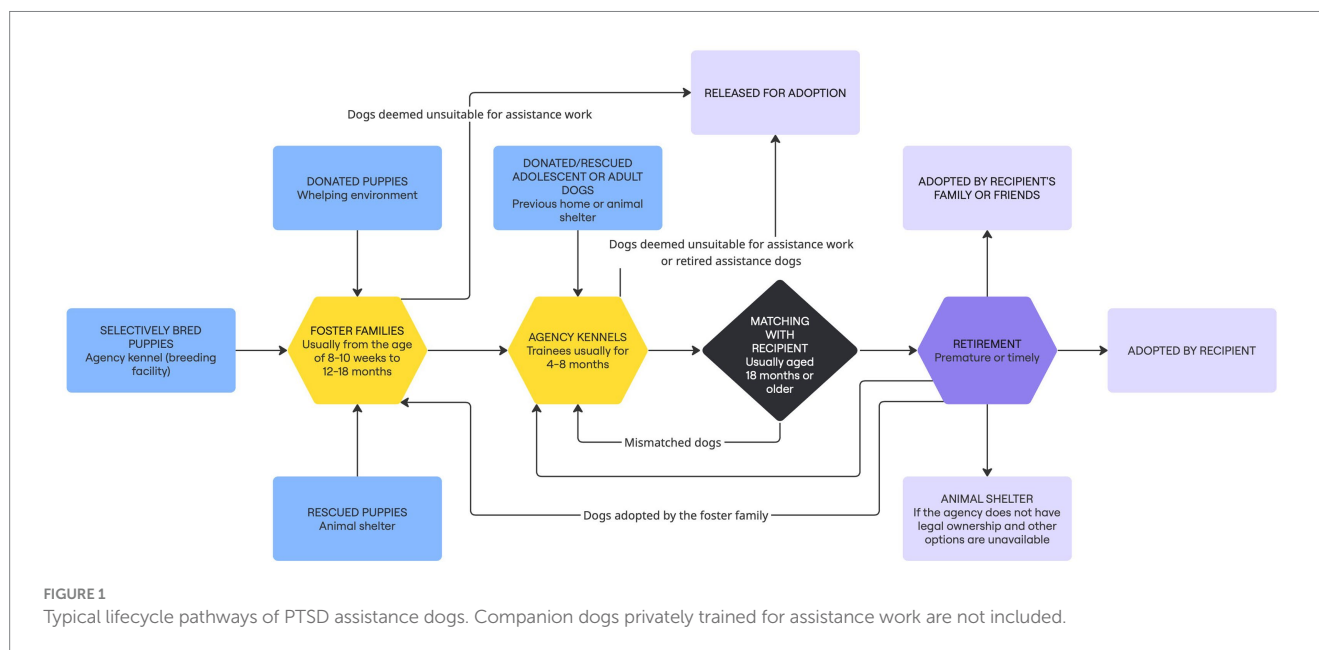 RELEASED FOR ADOPTION
Dogs deemed unsuitable for assistance work
DONATED PUPPIES
Whelping environment
DONATED/RESCUED
ADOLESCENT OR ADULT
DOGS
Previous home or animal
shelter
ADOPTED BY RECIPIENT'S
FAMILY OR FRIENDS
Dogs deemed unsuitable for assistance work
or retired assistance dogs
SELECTIVELY BRED
PUPPIES
Agency kennel (breeding
facility)
FOSTER FAMILIES
Usually from the age
of 8-10 weeks to
12-18 months
AGENCY KENNELS
Trainees usually for
4-8 months
MATCHING
WITH
RECIPIENT
Usually aged
18 months or
older
RETIREMENT
Premature or timely
ADOPTED BY RECIPIENT
Mismatched dogs
RESCUED PUPPIES
Animal shelter
Dogs adopted by the foster family
ANIMAL SHELTER
If the agency does not have
legal ownership and other
options are unavailable
FIGURE 1
Typical lifecycle pathways of PTSD assistance dogs. Companion dogs privately trained for assistance work are not included.